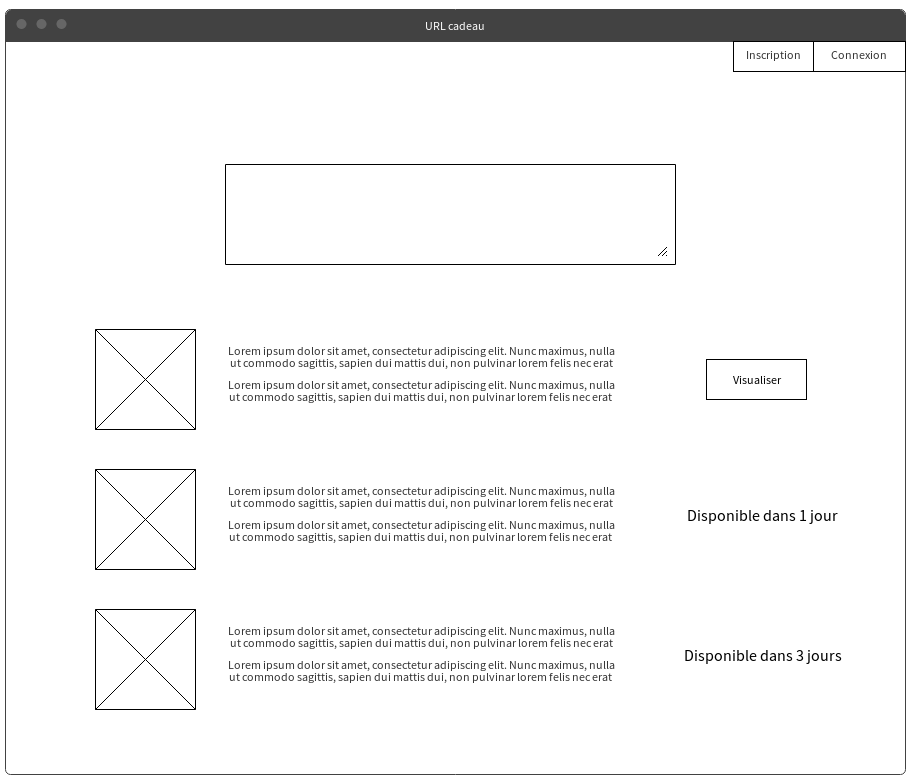 URL cadeau
Inscription
Connexion
Lorem ipsum dolor sit amet, consectetur adipiscing elit. Nunc maximus, nulla
ut commodo sagittis, sapien dui mattis dui, non pulvinar lorem felis nec erat
Lorem ipsum dolor sit amet, consectetur adipiscing elit. Nunc maximus, nulla
ut commodo sagittis, sapien dui mattis dui, non pulvinar lorem felis nec erat
Visualiser
Lorem ipsum dolor sit amet, consectetur adipiscing elit. Nunc maximus, nulla
ut commodo sagittis, sapien dui mattis dui, non pulvinar lorem felis nec erat
Lorem ipsum dolor sit amet, consectetur adipiscing elit. Nunc maximus, nulla
ut commodo sagittis, sapien dui mattis dui, non pulvinar lorem felis nec erat
Disponible dans 1 jour
Lorem ipsum dolor sit amet, consectetur adipiscing elit. Nunc maximus, nulla
ut commodo sagittis, sapien dui mattis dui, non pulvinar lorem felis nec erat
Lorem ipsum dolor sit amet, consectetur adipiscing elit. Nunc maximus, nulla
ut commodo sagittis, sapien dui mattis dui, non pulvinar lorem felis nec erat
Disponible dans 3 jours